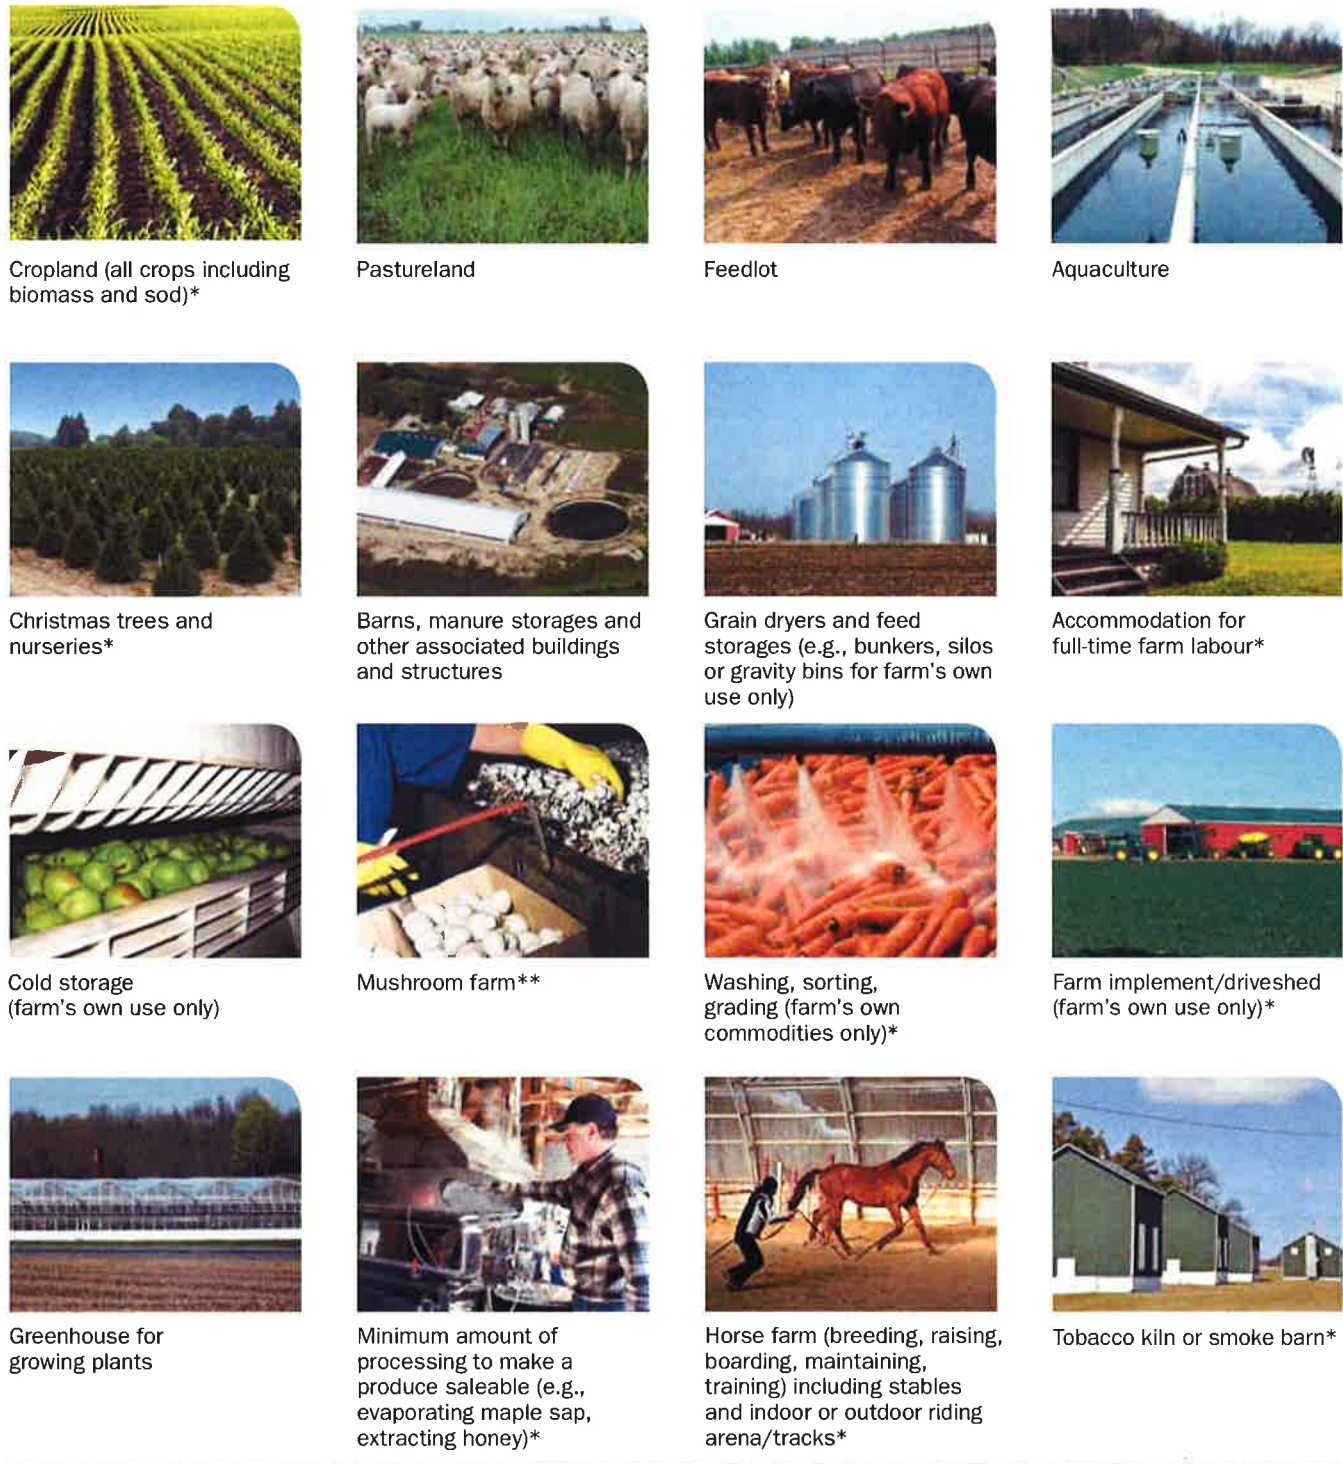 Cropland (all crops including
biomass and sod)*
Pastureland
Feedlot
Aquaculture
Christmas trees and
nurseries*
Barns, manure storages and
other associated buildings
and structures
Grain dryers and feed
storages (e.g., bunkers, silos
or gravity bins for farm's own
use only)
Accommodation for
full-time farm labour*
Cold storage
(farm's own use only)
Mushroom farm**
Washing, sorting,
grading (farm's own
commodities only)*
Farm implement/driveshed
(farm's own use only)*
Greenhouse for
growing plants
Minimum amount of
processing to make a
produce saleable (e.g.,
evaporating maple sap,
extracting honey)*
Horse farm (breeding, raising,
boarding, maintaining,
training) including stables
and indoor or outdoor riding
arena/tracks*
Tobacco kiln or smoke barn*